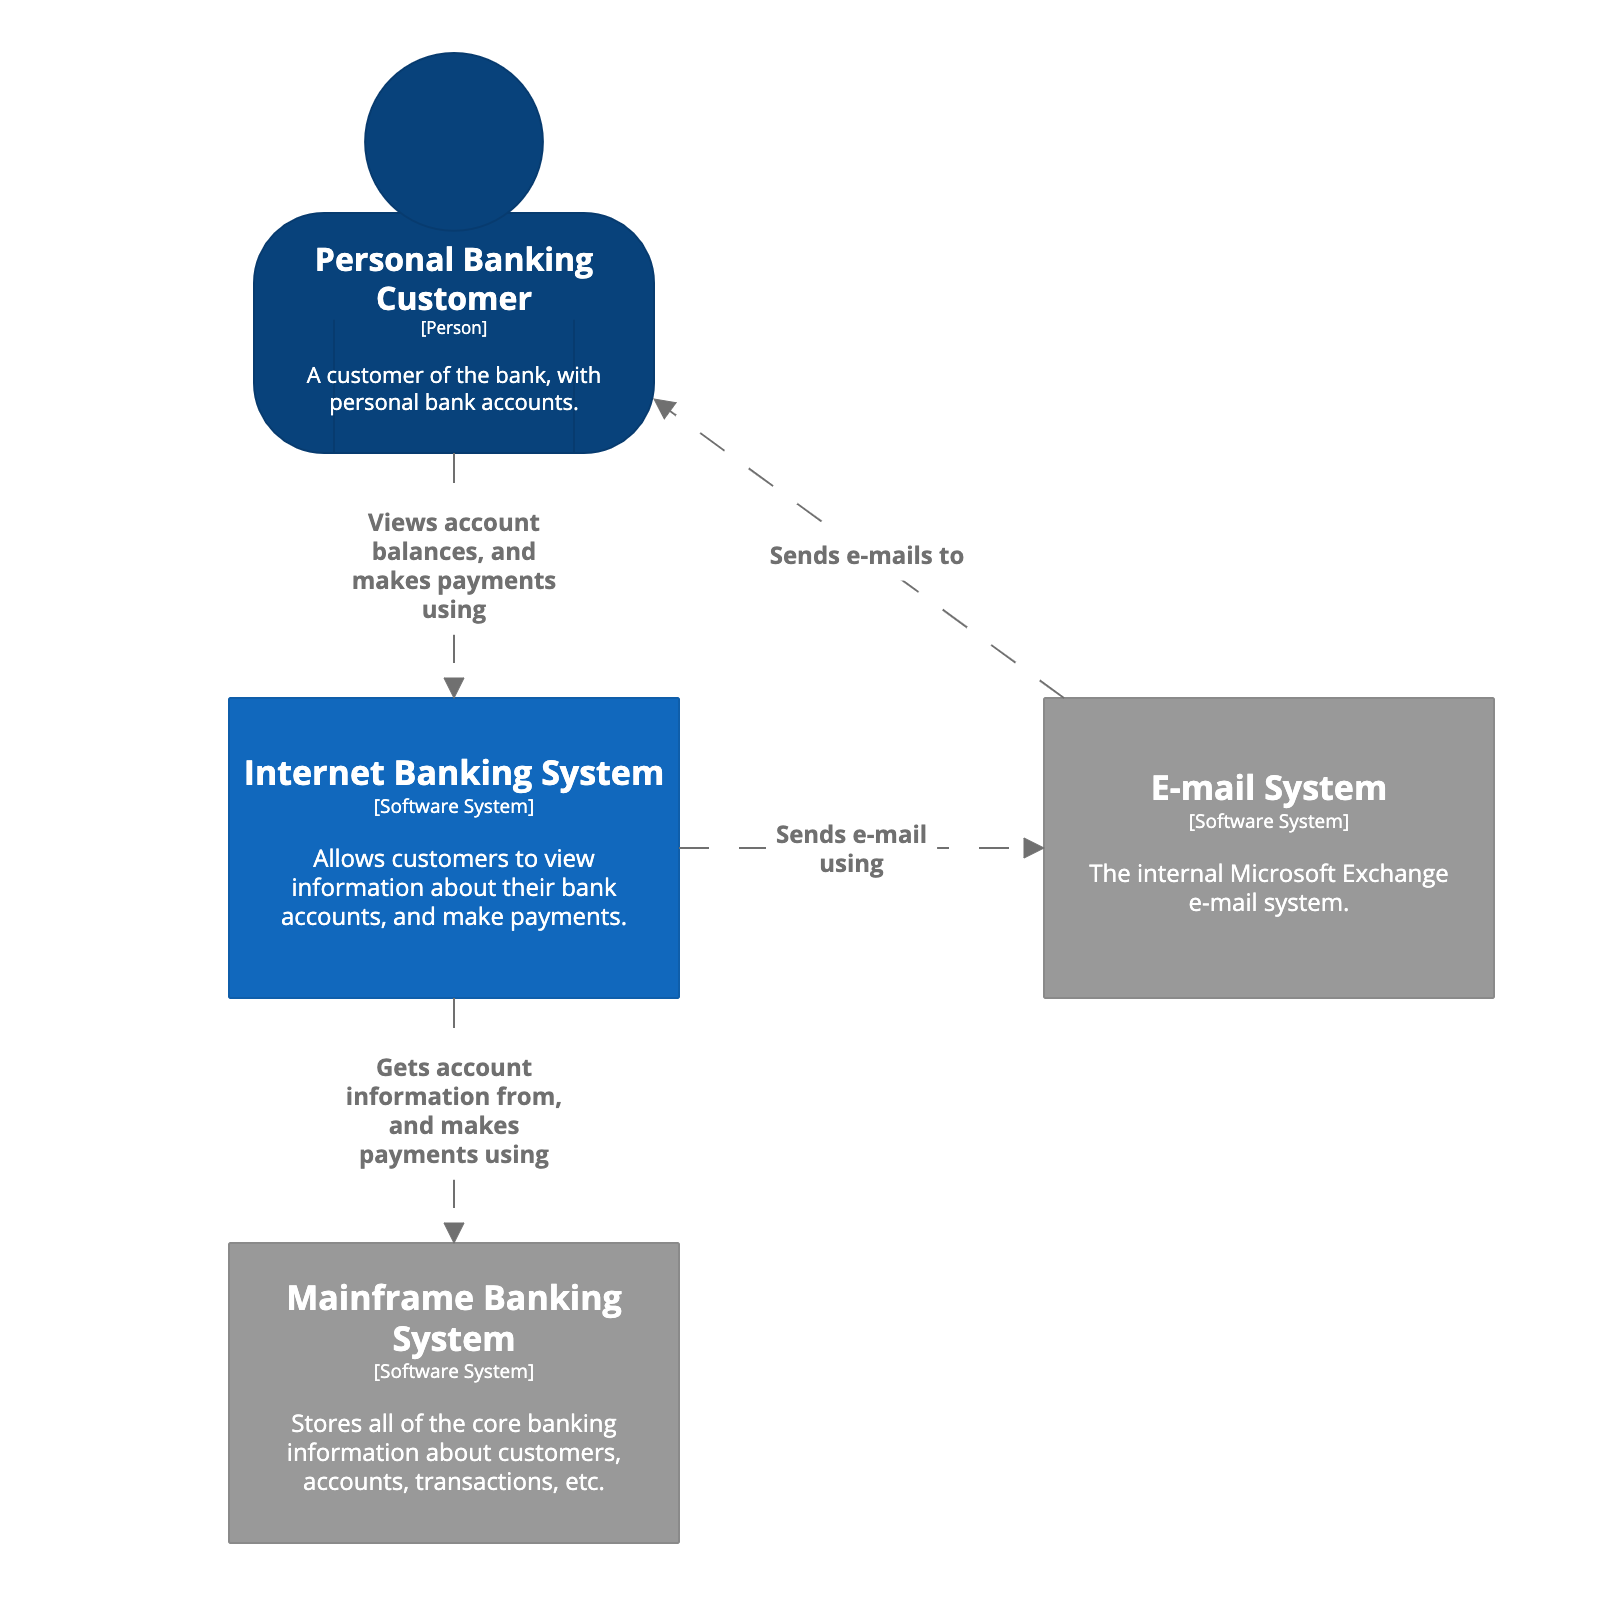 Personal Banking
Customer
[Person]
A customer of the bank, with
personal bank accounts.
Views account
balances, and
makes payments
using
Sends e-mails to
Internet Banking System
[Software System]
Allows customers to view
information about their bank
accounts, and make payments.
Sends e-mail
using
E-mail System
[Software System]
The internal Microsoft Exchange
e-mail system.
Gets account
information from,
and makes
payments using
Mainframe Banking
System
[Software System]
Stores all of the core banking
information about customers,
accounts, transactions, etc.